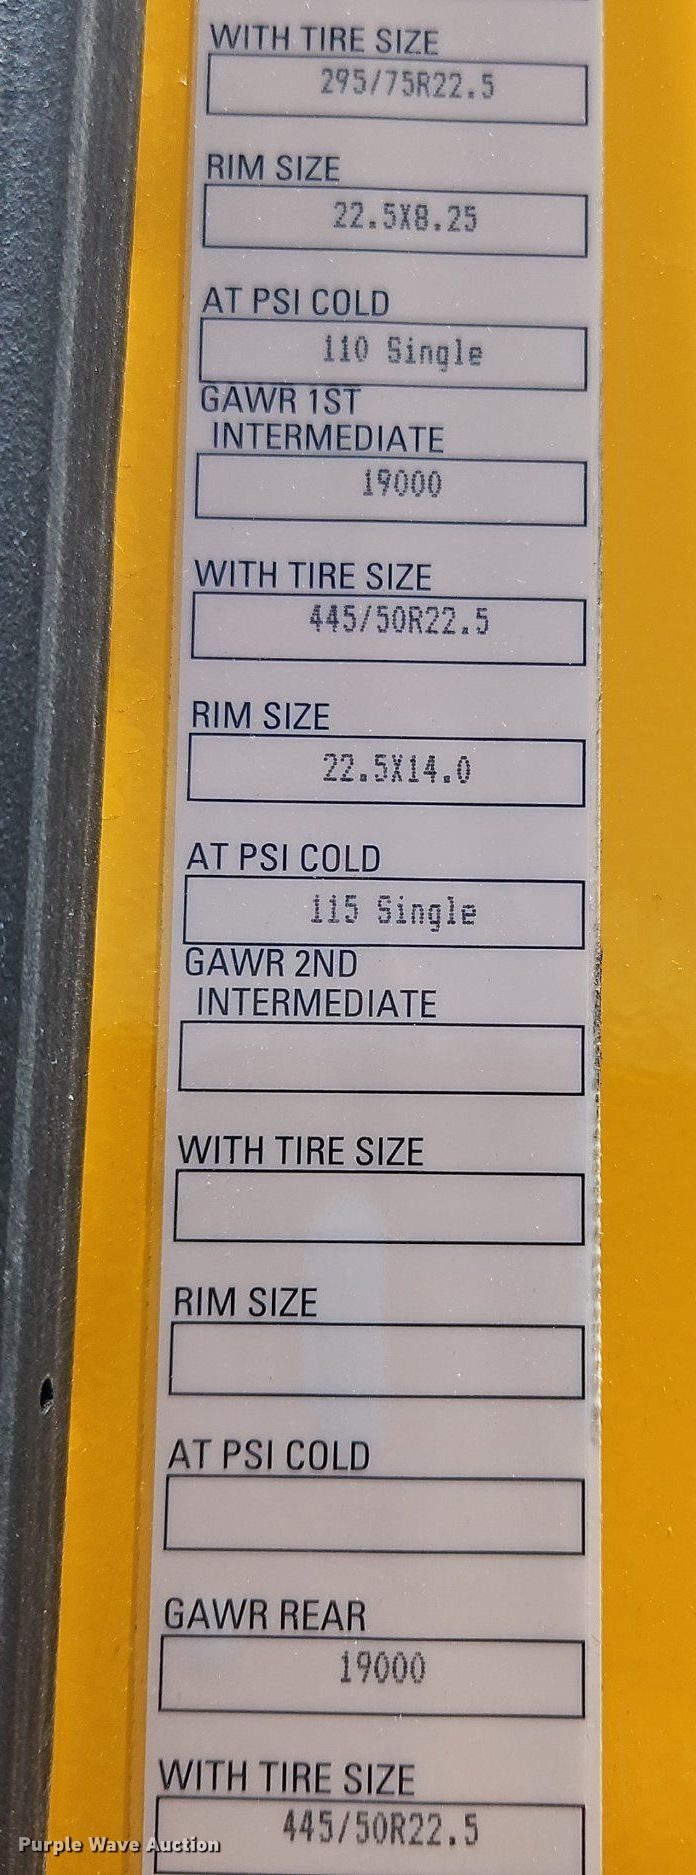 WITH TIRE SIZE
295/75R22.5
RIM SIZE
22.5X8.25
AT PSI COLD
110 Single
GAWR 1ST
INTERMEDIATE
19000
WITH TIRE SIZE
445/50R22.5
RIM SIZE
22.5X14.0
AT PSI COLD
115 Single
GAWR 2ND
INTERMEDIATE
WITH TIRE SIZE
RIM SIZE
AT PSI COLD
GAWR REAR
19000
WITH TIRE SIZE
445/50R22.5
Purple Wave Auction